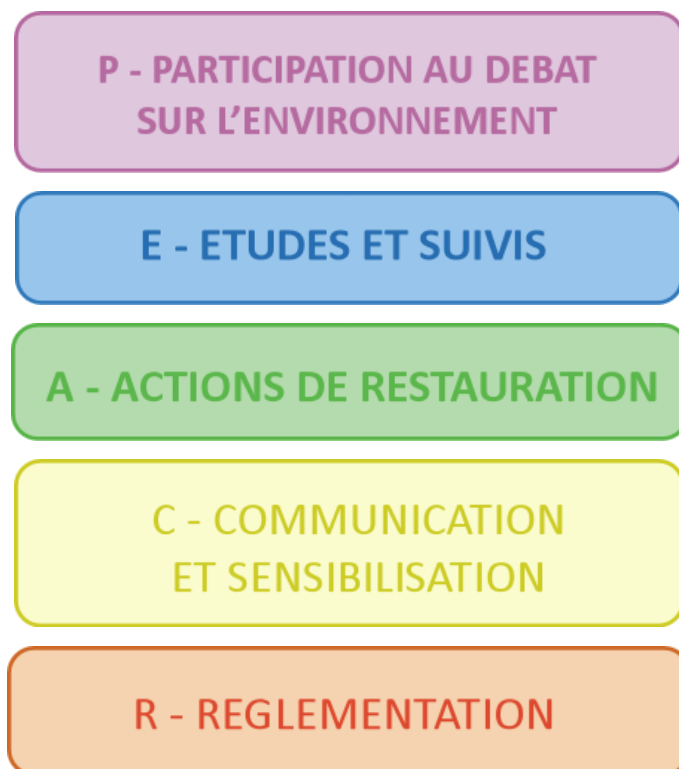 P - PARTICIPATION AU DEBAT
SUR L’ENVIRONNEMENT
E - ETUDES ET SUIVIS
A - ACTIONS DE RESTAURATION
C - COMMUNICATION
ET SENSIBILISATION
R - REGLEMENTATION